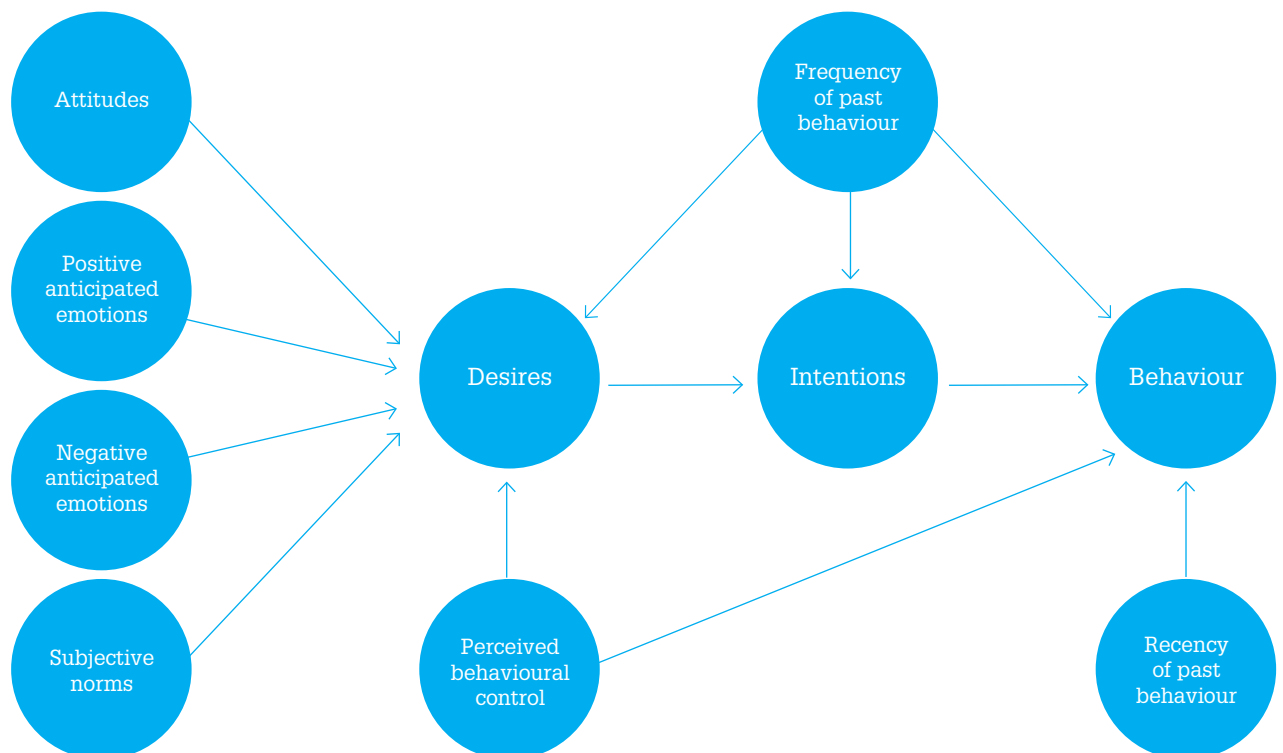 Attitudes
Frequency
of past
behaviour
Positive
anticipated
emotions
Desires
Intentions
Behaviour
Negative
anticipated
emotions
Subjective
norms
Perceived
behavioural
control
Recency
of past
behaviour